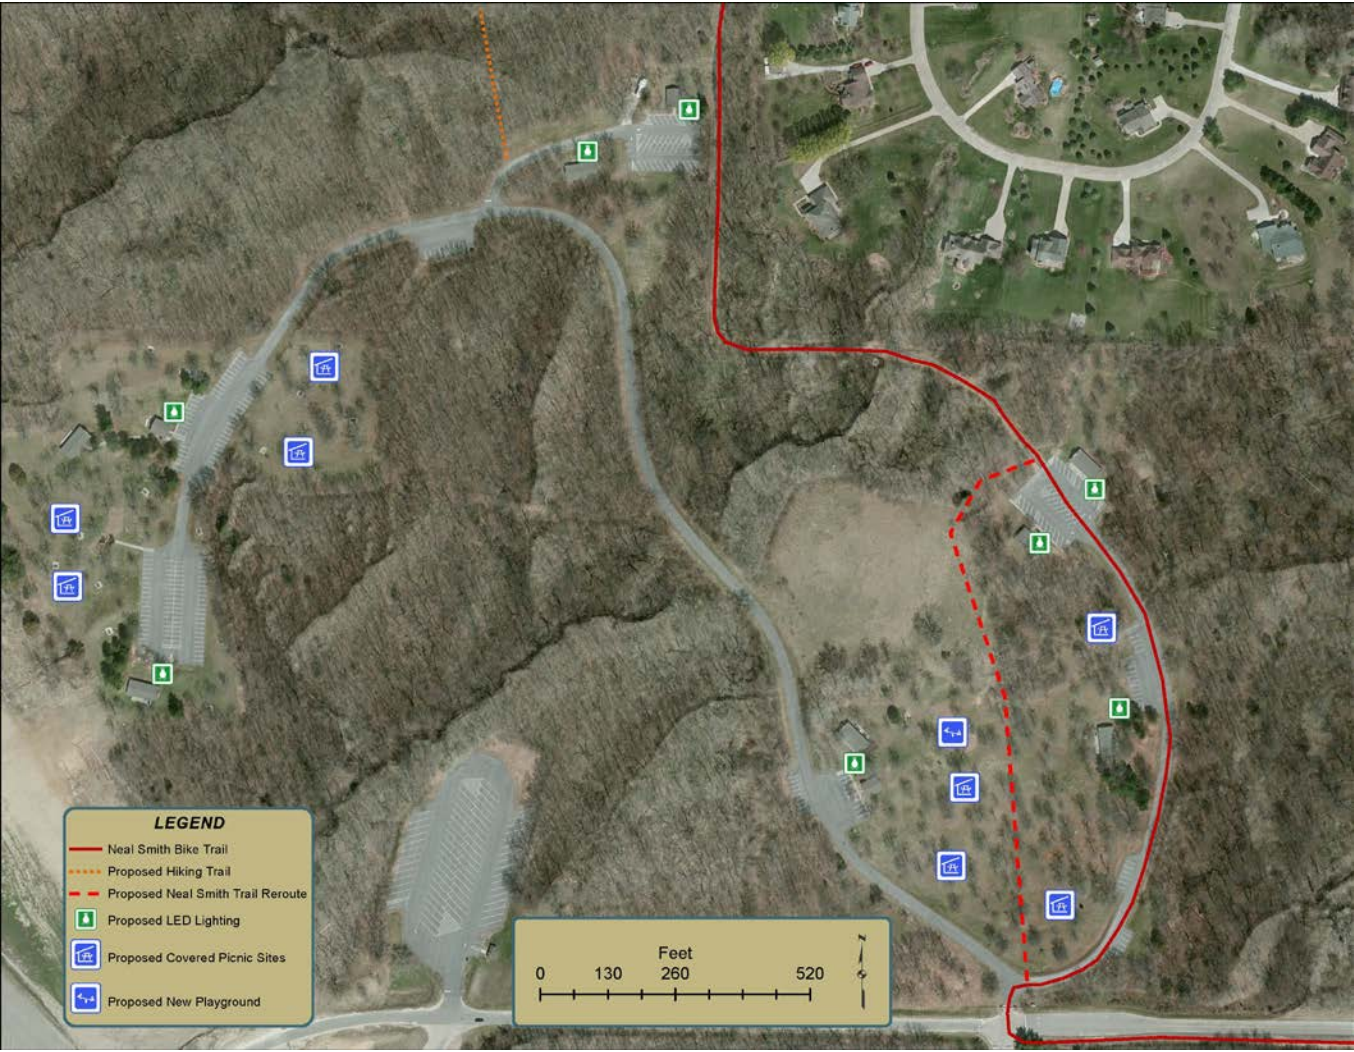 LEGEND
Neal Smith Bike Trail
Proposed Hiking Trail
Proposed Neal Smith Trail Reroute
Proposed LED Lighting
Proposed Covered Picnic Sites
Proposed New Playground
Feet
0 130 260 520
N